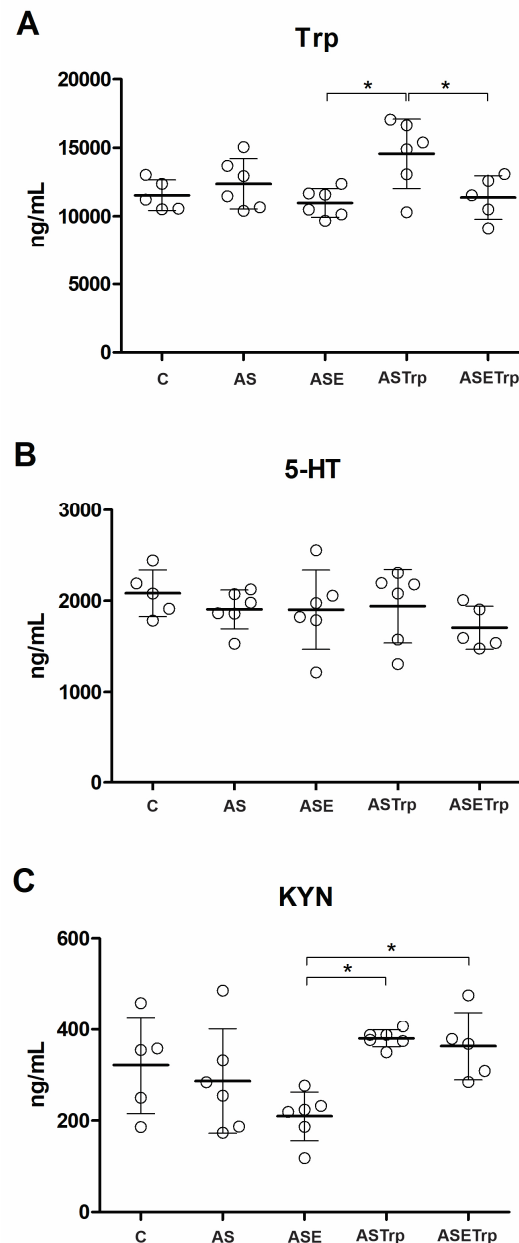 A
Trp
20000
* *
15000
10000
5000
0
ng/mL
C AS ASE ASTrp ASETrp
B
5-HT
3000
2000
1000
0
ng/mL
C AS ASE ASTrp ASETrp
C
KYN
600
*
*
400
200
0
ng/mL
C AS ASE ASTrp ASETrp